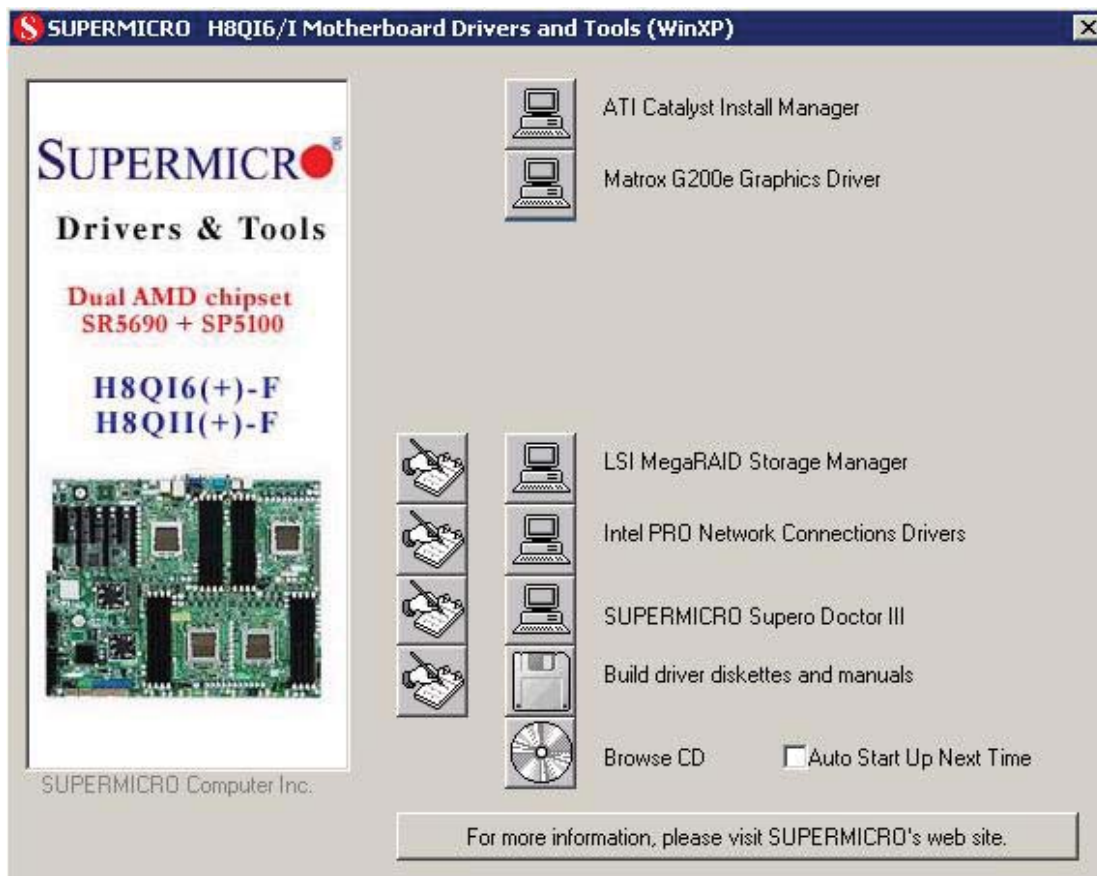 SUPERMICRO H8QI6/I Motherboard Drivers and Tools (WinXP)
SUPERMICRO
Drivers & Tools
Dual AMD chipset
SR5690 + SP5100
H8QI6(+)-F
H8QII(+)-F
SUPERMICRO Computer Inc.
ATI Catalyst Install Manager
Matrox G200e Graphics Driver
LSI MegaRAID Storage Manager
Intel PRO Network Connections Drivers
SUPERMICRO Supero Doctor III
Build driver diskettes and manuals
Browse CD
Auto Start Up Next Time
For more information, please visit SUPERMICRO's web site.